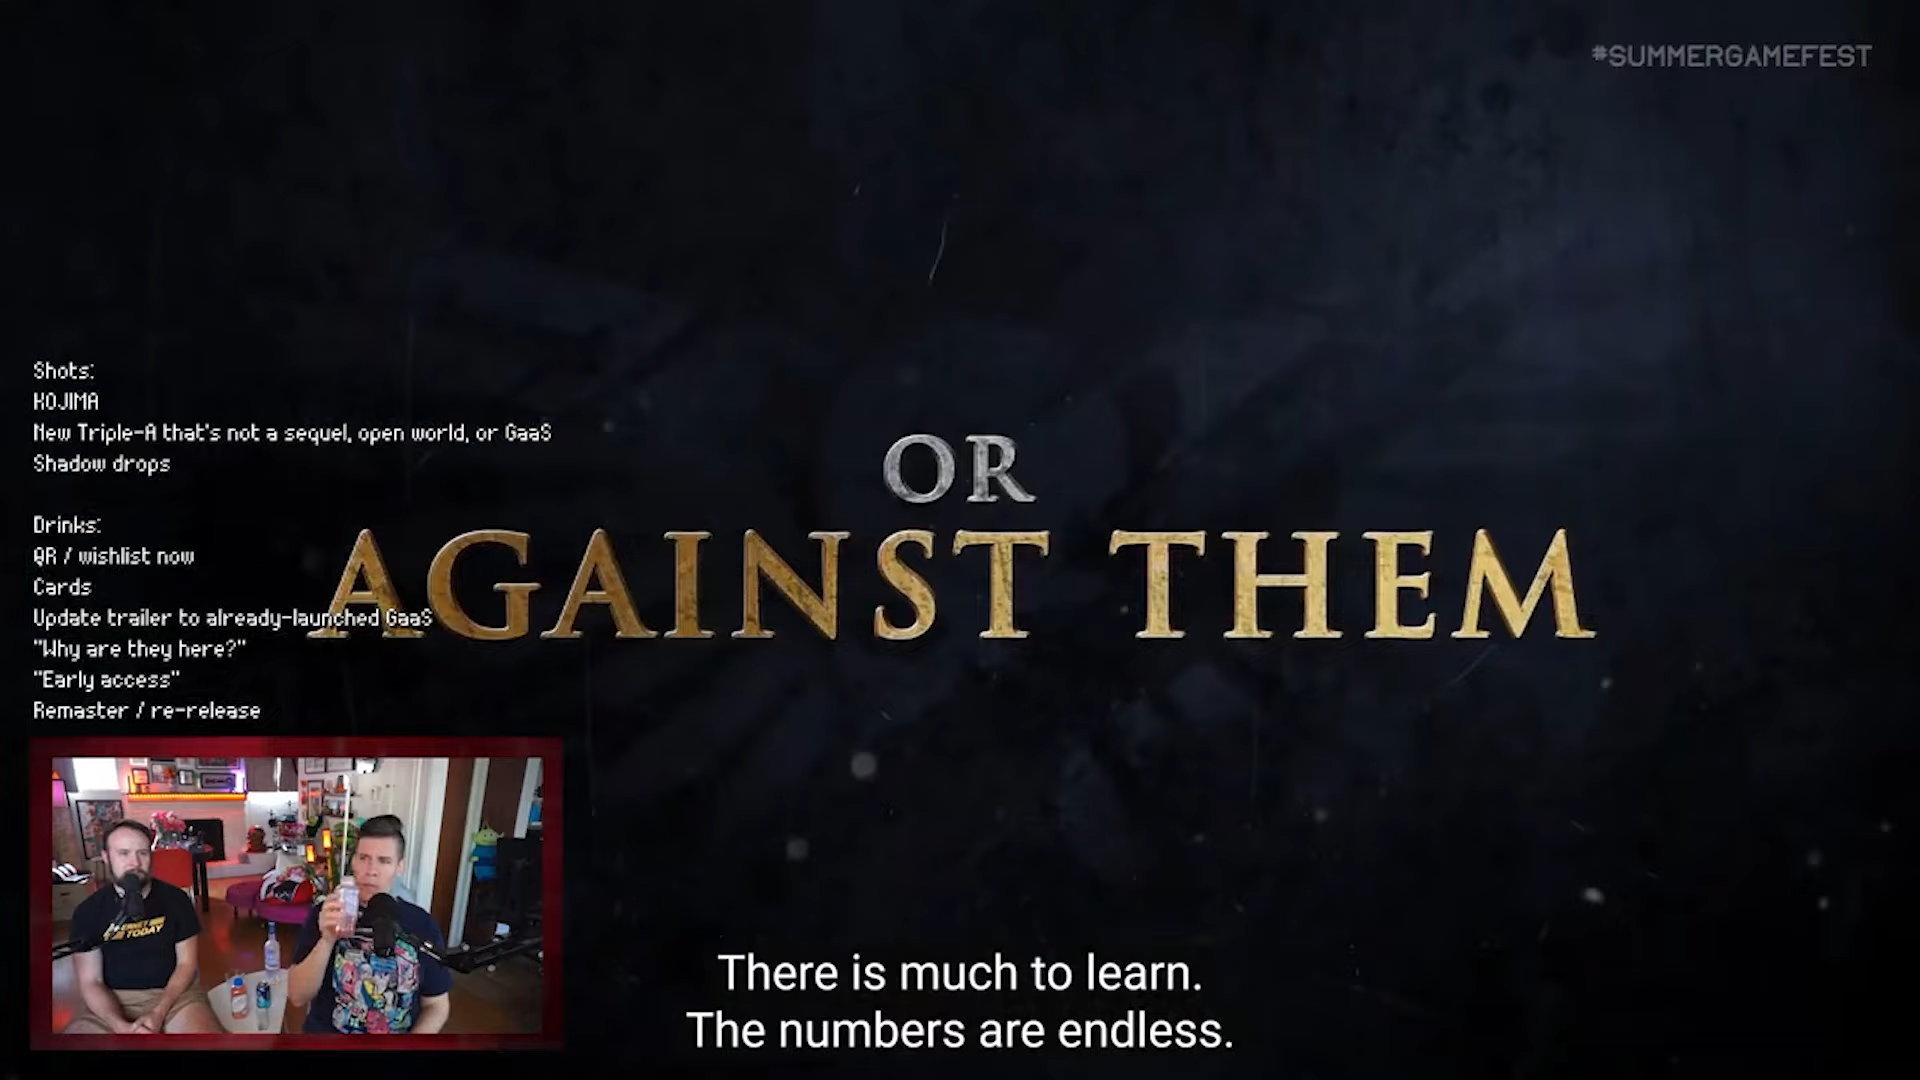 #SUMMERGAMEFEST
Shots:
KOJIMA
New Triple-A that's not a sequel, open world, or GaaS
Shadow drops
Drinks:
QR / wishlist now
Cards
Update trailer to already-launched GaaS
"Why are they here?"
"Early access"
Remaster / re-release
OR
AGAINST THEM
TODAY
There is much to learn.
The numbers are endless.